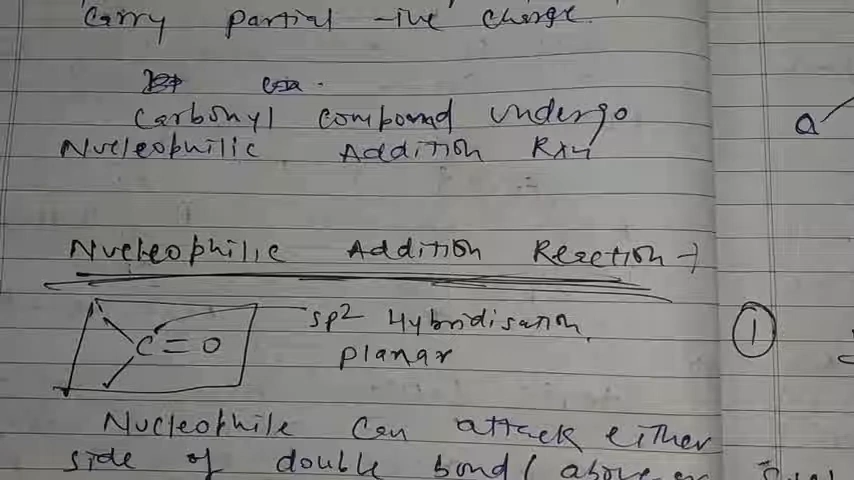 Carry partial -ive charge.
Carbonyl compound undergo
Nucleophilic Addition Rxn
Nucleophilic Addition Reaction →
sp2 Hybridisation,
C=O
planar
①
Nucleophile can attack either
side of double bond (above or
a